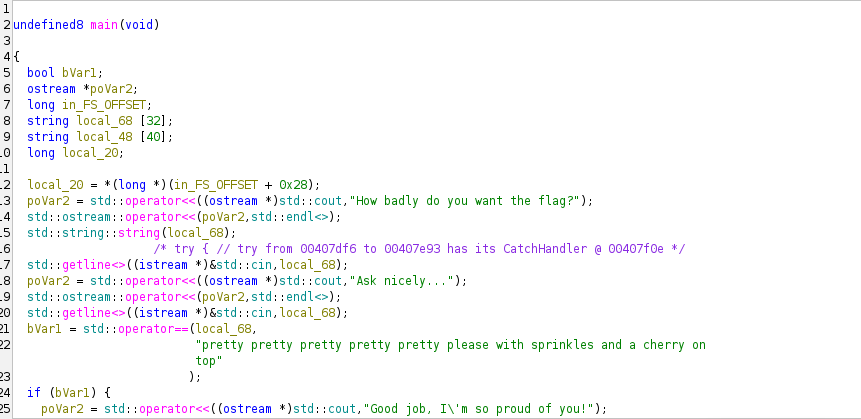 1
2 undefined8 main(void)
3
4 {
5 bool bVar1;
6 ostream *poVar2;
7 long in_FS_OFFSET;
8 string local_68 [32];
9 string local_48 [40];
10 long local_20;
11
12 local_20 = *(long *)(in_FS_OFFSET + 0x28);
13 poVar2 = std::operator<<((ostream *)std::cout,"How badly do you want the flag?");
14 std::ostream::operator<<(poVar2,std::endl<>);
15 std::string::string(local_68);
16 /* try { // try from 00407df6 to 00407e93 has its CatchHandler @ 00407f0e */
17 std::getline<>((istream *)&std::cin,local_68);
18 poVar2 = std::operator<<((ostream *)std::cout,"Ask nicely...");
19 std::ostream::operator<<(poVar2,std::endl<>);
20 std::getline<>((istream *)&std::cin,local_68);
21 bVar1 = std::operator==(local_68,
22 "pretty pretty pretty pretty pretty please with sprinkles and a cherry on
top"
23 );
24 if (bVar1) {
25 poVar2 = std::operator<<((ostream *)std::cout,"Good job, I\'m so proud of you!");